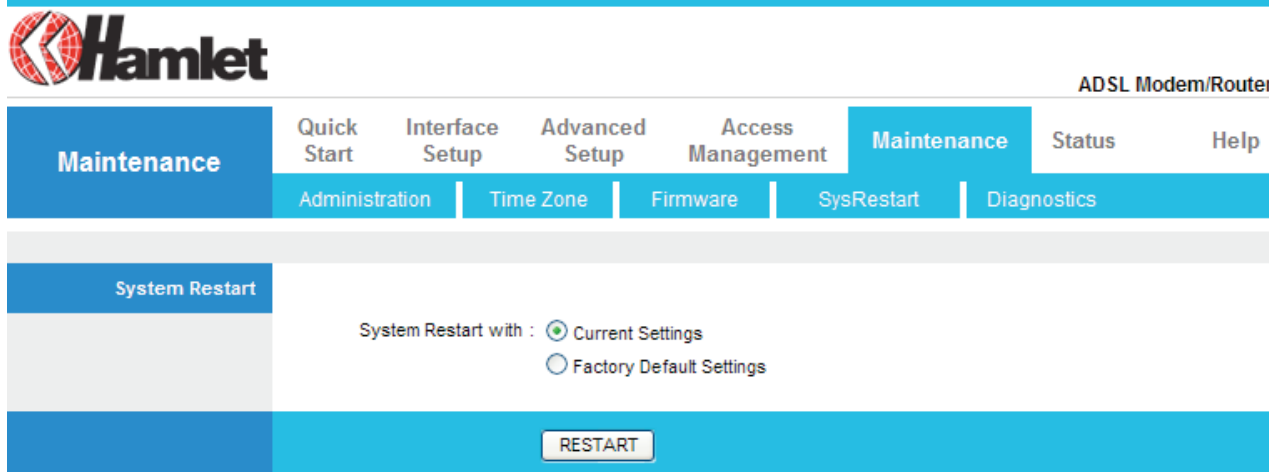 Hamlet
ADSL Modem/Router
Maintenance
Quick Start
Interface Setup
Advanced Setup
Access Management
Maintenance
Status
Help
Administration
Time Zone
Firmware
SysRestart
Diagnostics
System Restart
System Restart with : Current Settings
Factory Default Settings
RESTART